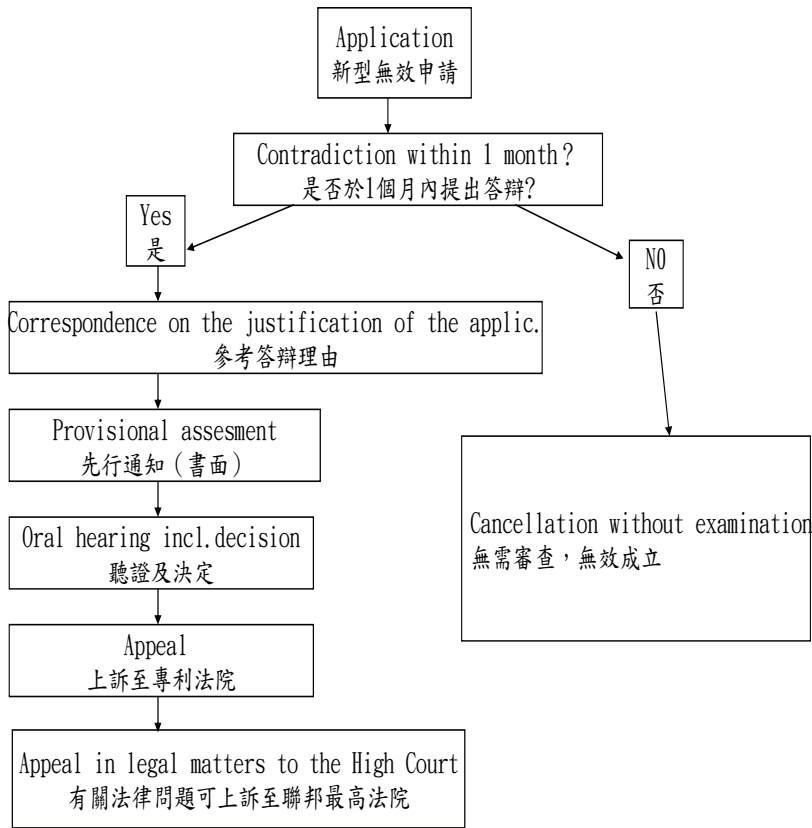 Application
新型無效申請
Contradiction within 1 month?
是否於1個月內提出答辯?
Yes
是
NO
否
Correspondence on the justification of the applic.
參考答辯理由
Provisional assesment
先行通知（書面）
Oral hearing incl.decision
聽證及決定
Appeal
上訴至專利法院
Appeal in legal matters to the High Court
有關法律問題可上訴至聯邦最高法院
Cancellation without examination
無需審查，無效成立